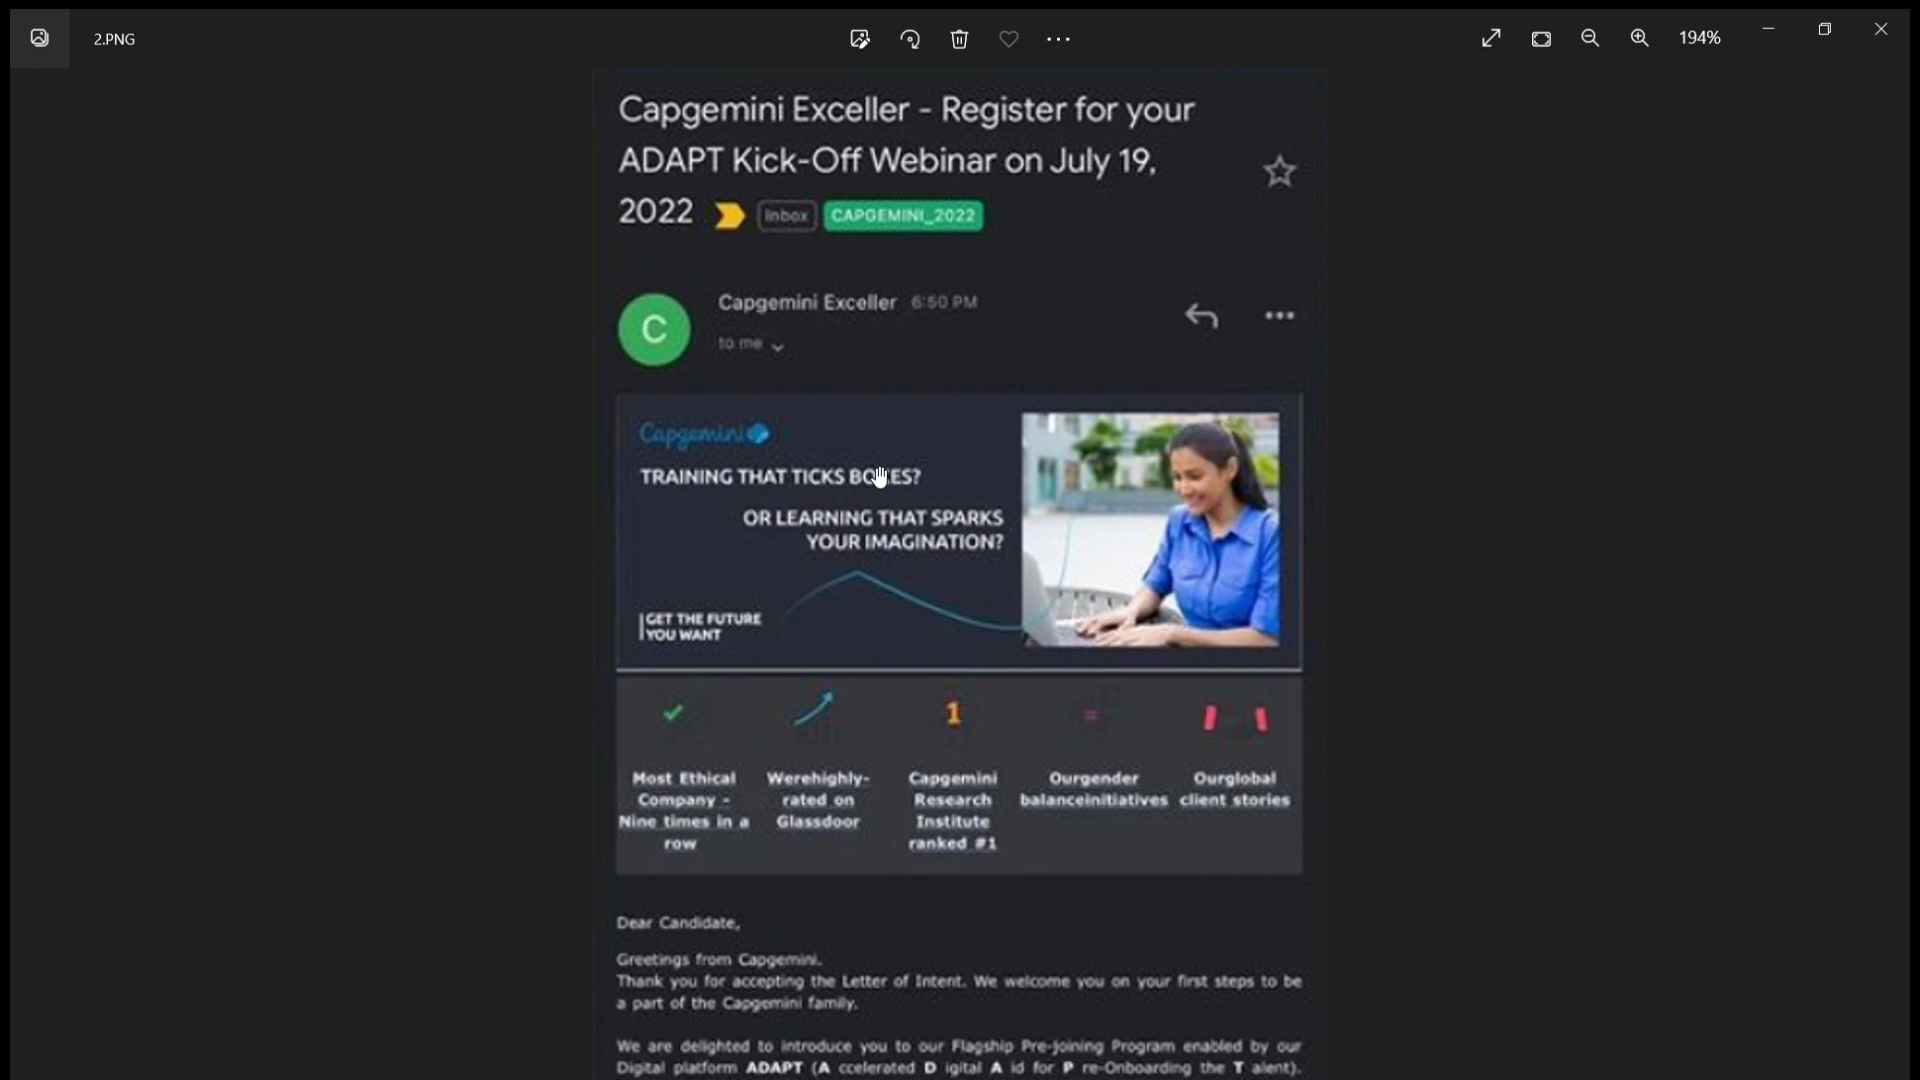 2.PNG
194%
Capgemini Exceller - Register for your
ADAPT Kick-Off Webinar on July 19,
2022 Inbox CAPGEMINI_2022
Capgemini Exceller 6:50 PM
C
to me
Capgemini
TRAINING THAT TICKS BOXES?
OR LEARNING THAT SPARKS
YOUR IMAGINATION?
GET THE FUTURE
YOU WANT
1
Most Ethical
Company -
Nine times in a
row
Werehighly-
rated on
Glassdoor
Capgemini
Research
Institute
ranked #1
Ourgender
balanceinitiatives
Ourglobal
client stories
Dear Candidate,
Greetings from Capgemini.
Thank you for accepting the Letter of Intent. We welcome you on your first steps to be
a part of the Capgemini family.
We are delighted to introduce you to our Flagship Pre-joining Program enabled by our
Digital platform ADAPT (A ccelerated D igital A id for P re-Onboarding the T alent).